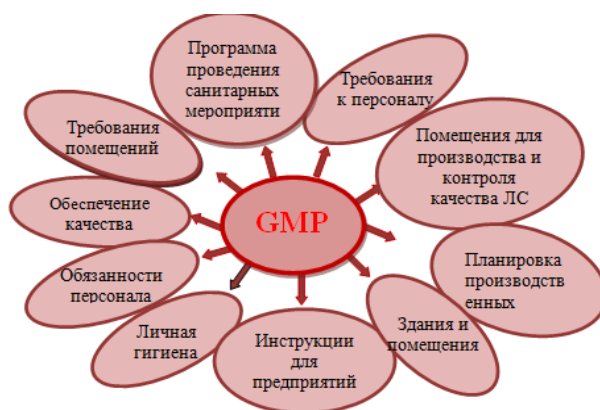 Программа
проведения
санитарных
мероприяти
Требования
к персоналу
Помещения для
производства и
контроля
качества ЛС
Планировка
производств
енных
Здания и
помещения
Инструкции
для
предприятий
Личная
гигиена
Обязанности
персонала
Обеспечение
качества
Требования
помещений
GMP